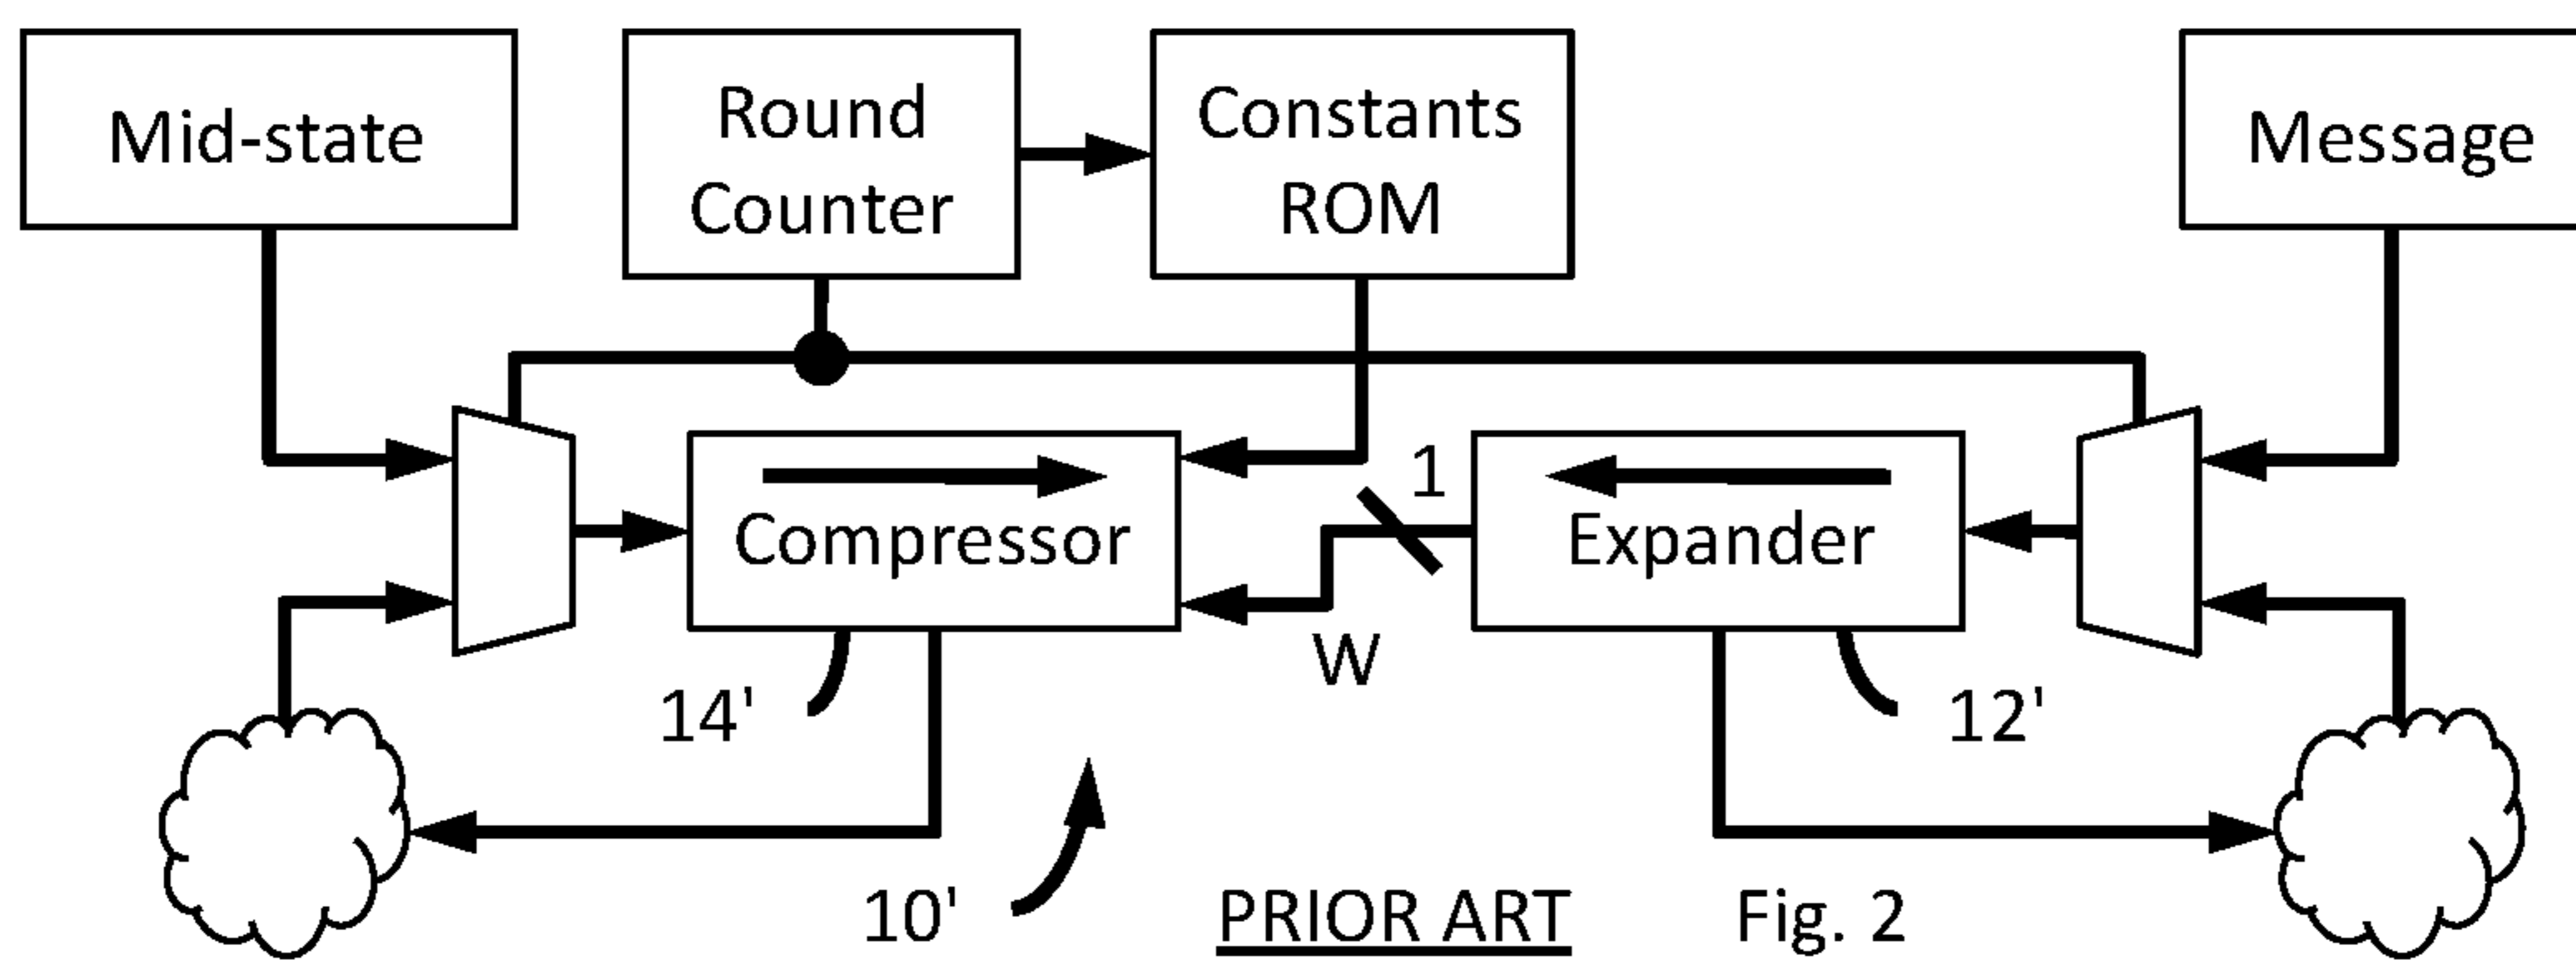 Mid-state
Round
Counter
Constants
ROM
Message
1
Compressor
Expander
W
14'
12'
10'
PRIOR ART
Fig. 2